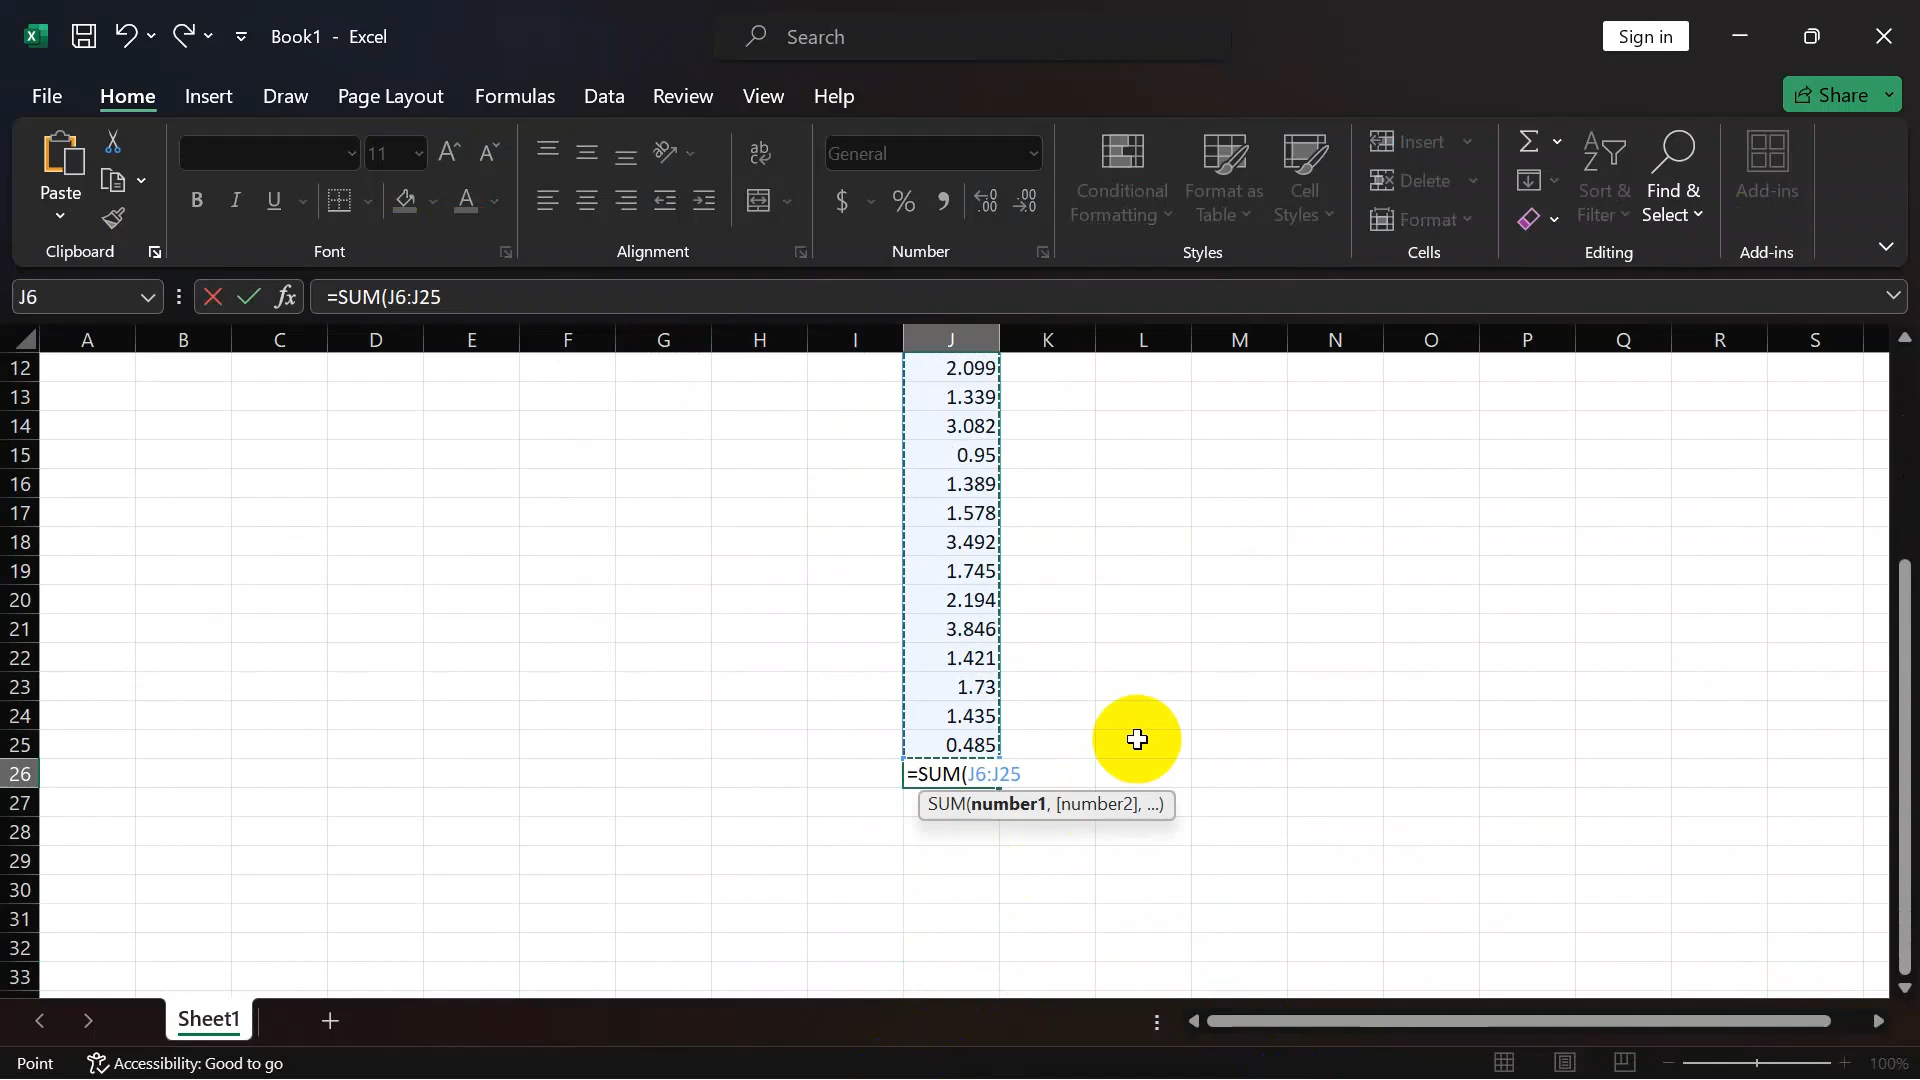 Book1 - Excel
Search
Sign in
File Home Insert Draw Page Layout Formulas Data Review View Help
Share
Paste
Clipboard
11
B I U
Font
ab
Alignment
General
$ % ,
Number
Conditional Formatting
Format as Table
Cell Styles
Styles
Insert
Delete
Format
Cells
Sort & Filter
Find & Select
Editing
Add-ins
Add-ins
J6
fx
=SUM(J6:J25
A B C D E F G H I J K L M N O P Q R S
12 2.099
13 1.339
14 3.082
15 0.95
16 1.389
17 1.578
18 3.492
19 1.745
20 2.194
21 3.846
22 1.421
23 1.73
24 1.435
25 0.485
26 =SUM(J6:J25
27 SUM(number1, [number2], ...)
28
29
30
31
32
33
Sheet1
Point
Accessibility: Good to go
100%